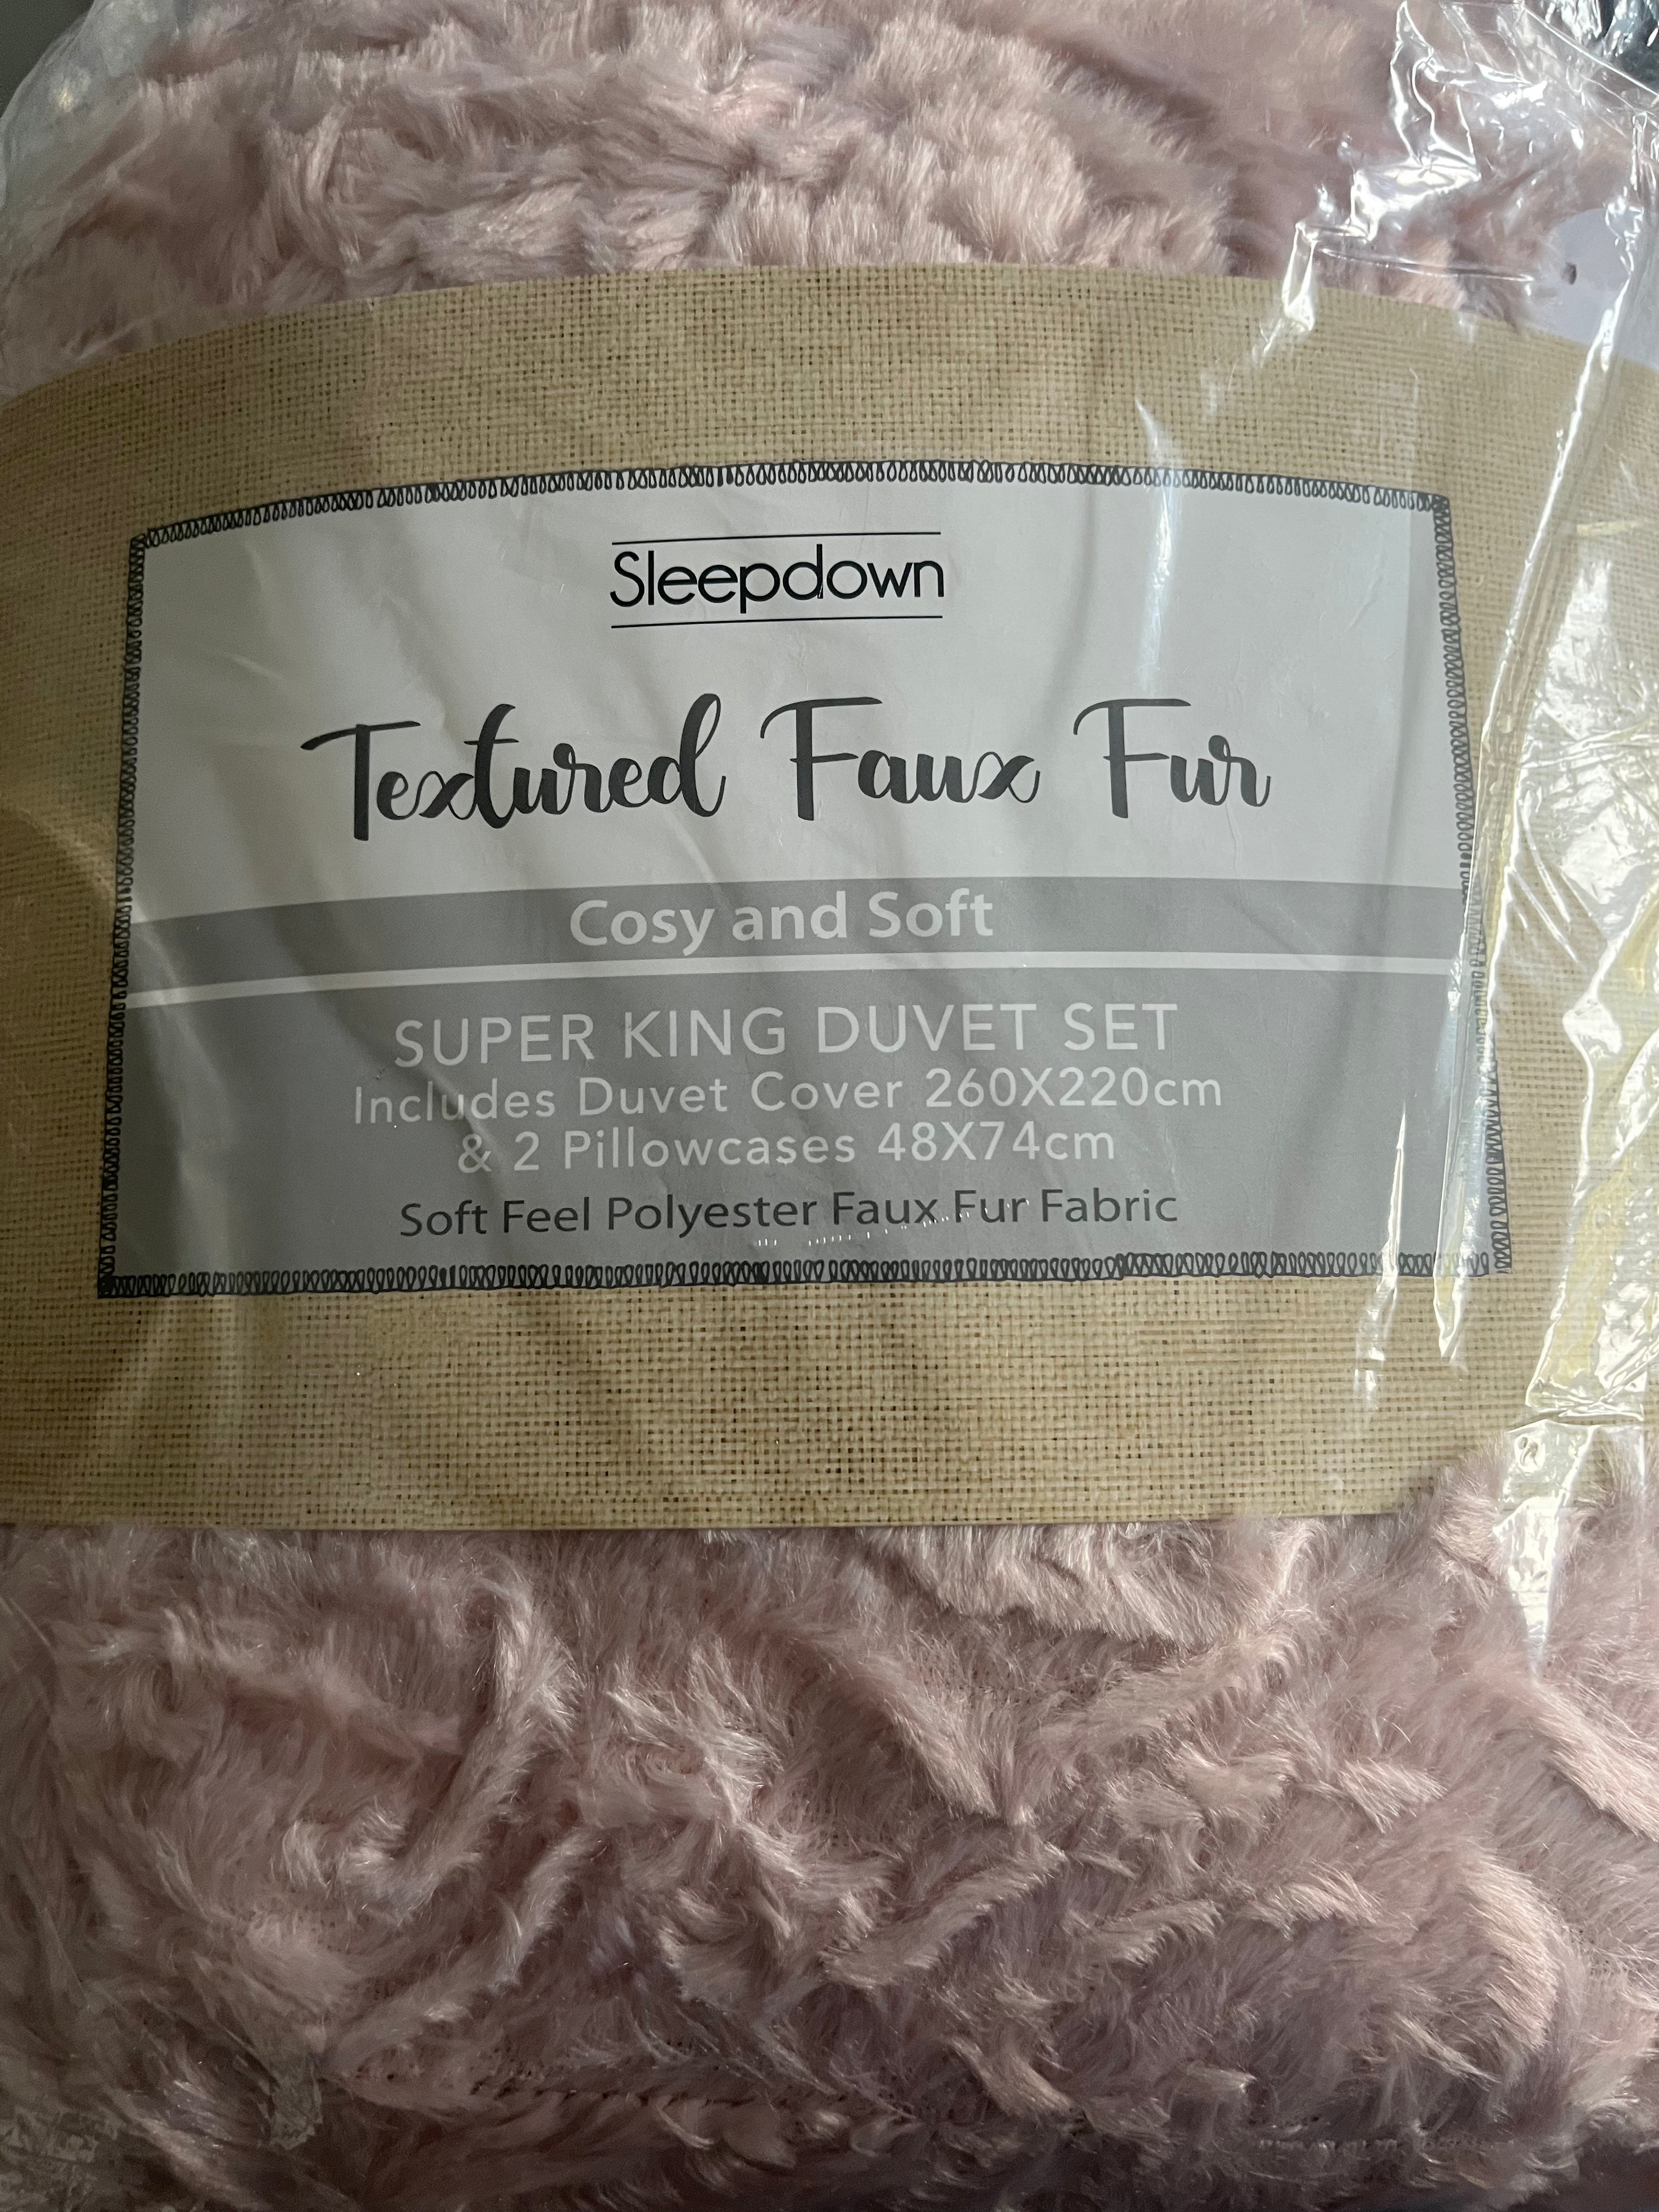 Sleepdown
Textured Faux Fur
Cosy and Soft
SUPER KING DUVET SET
Includes Duvet Cover 260X220cm
& 2 Pillowcases 48X74cm
Soft Feel Polyester Faux Fur Fabric